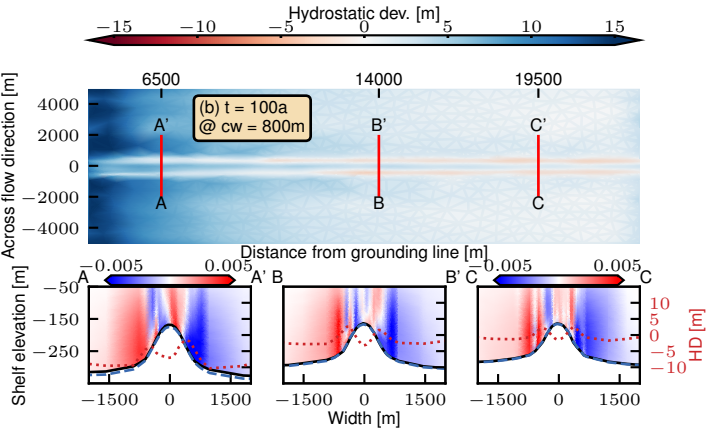 Hydrostatic dev. [m]
−15 −10 −5 0 5 10 15
6500 14000 19500
Across flow direction [m]
4000
2000
0
−2000
−4000
(b) t = 100a
@ cw = 800m
A' B' C'
A B C
Distance from grounding line [m]
−0.005 0.005 −0.005 0.005
A A' B B' C C
Shelf elevation [m]
−50
−150
−250
10
5
0
−5
−10
HD [m]
−1500 0 1500 −1500 0 1500 −1500 0 1500
Width [m]